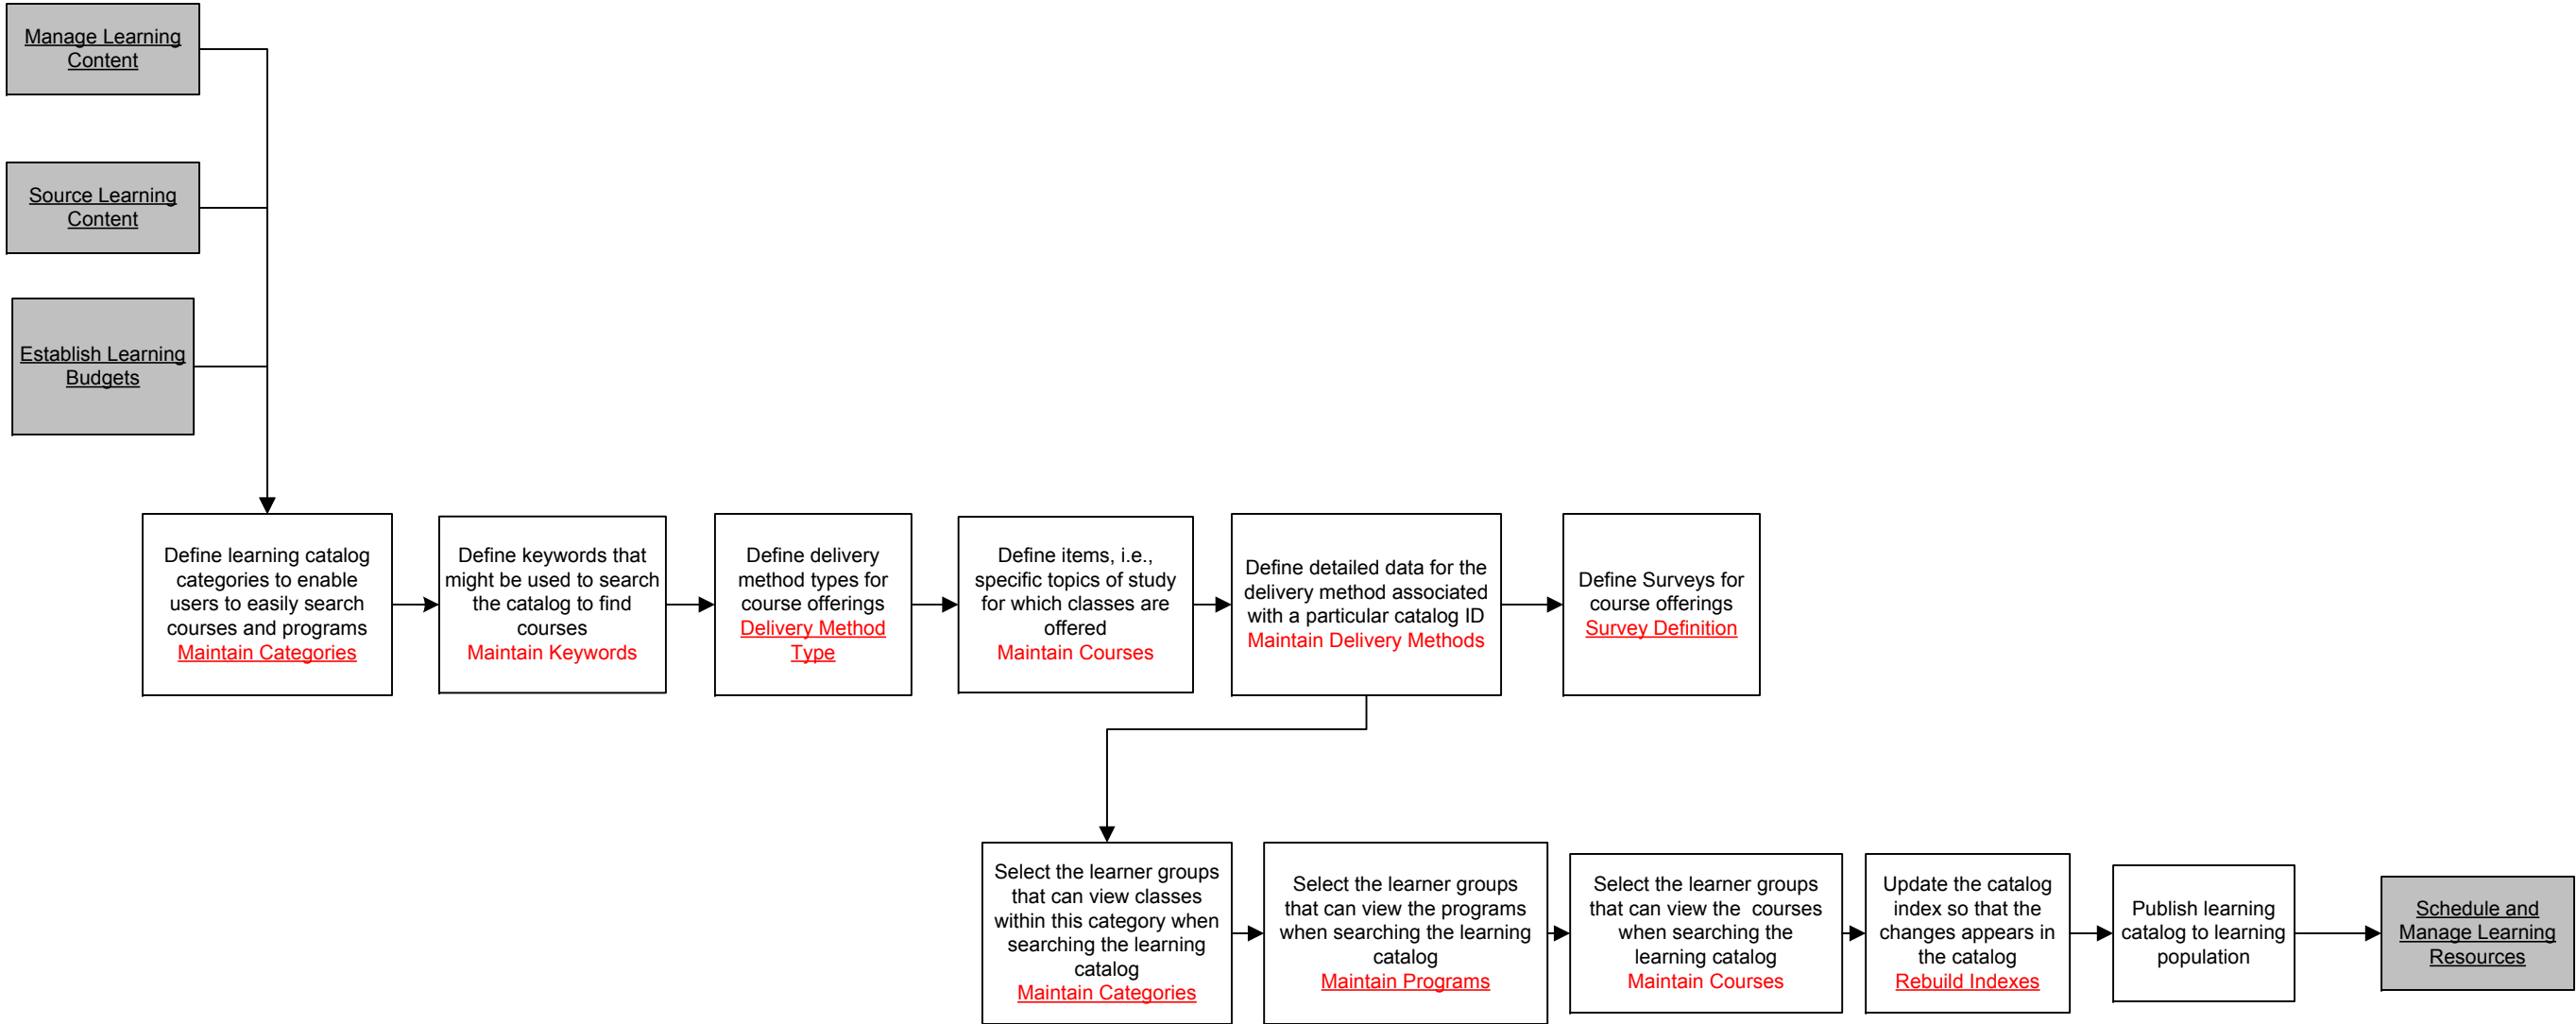 Manage Learning
Content
Source Learning
Content
Establish Learning
Budgets
Define learning catalog
categories to enable
users to easily search
courses and programs
Maintain Categories
Define keywords that
might be used to search
the catalog to find
courses
Maintain Keywords
Define delivery
method types for
course offerings
Delivery Method
Type
Define items, i.e.,
specific topics of study
for which classes are
offered
Maintain Courses
Define detailed data for the
delivery method associated
with a particular catalog ID
Maintain Delivery Methods
Define Surveys for
course offerings
Survey Definition
Select the learner groups
that can view classes
within this category when
searching the learning
catalog
Maintain Categories
Select the learner groups
that can view the programs
when searching the learning
catalog
Maintain Programs
Select the learner groups
that can view the  courses
when searching the
learning catalog
Maintain Courses
Update the catalog
index so that the
changes appears in
the catalog
Rebuild Indexes
Publish learning
catalog to learning
population
Schedule and
Manage Learning
Resources